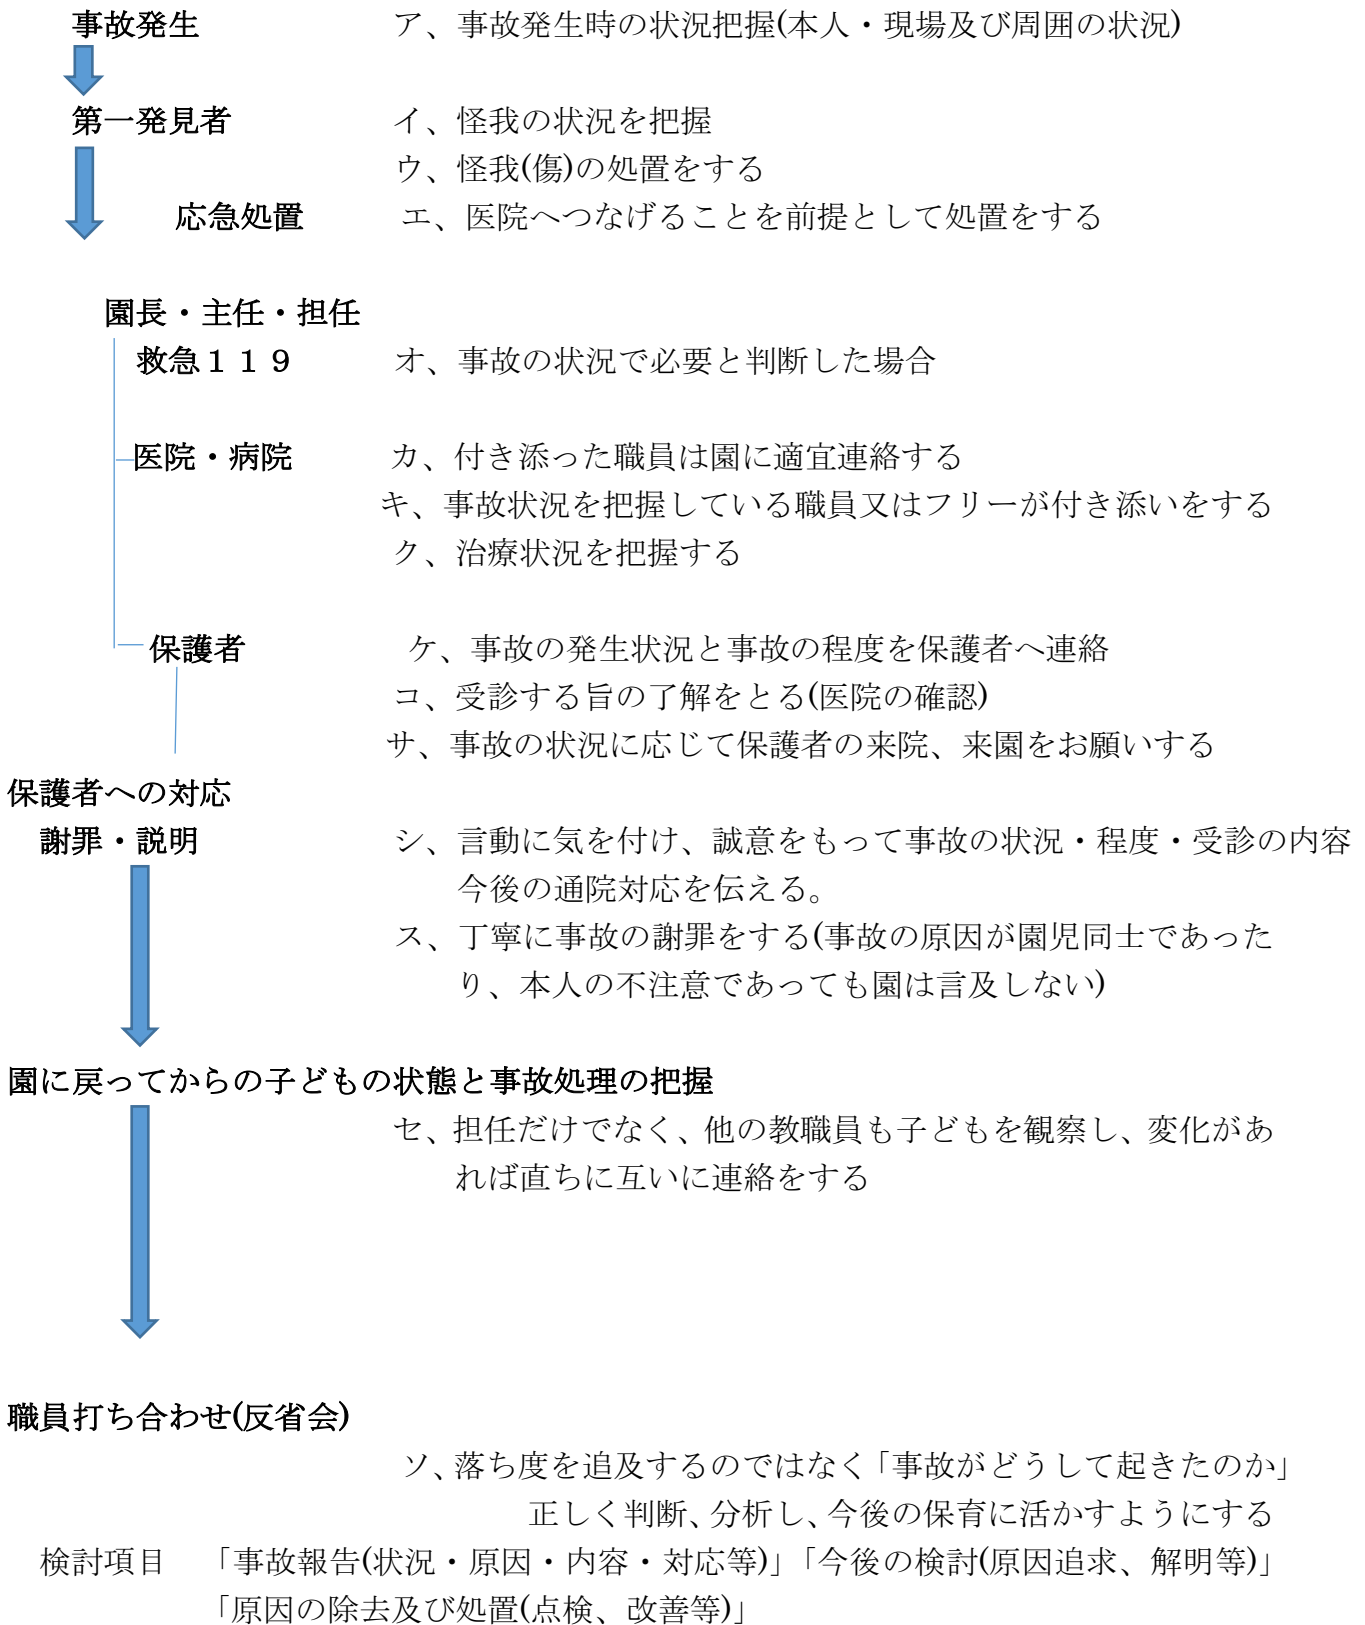 事故発生 ア、事故発生時の状況把握(本人・現場及び周囲の状況)
第一発見者 イ、怪我の状況を把握
ウ、怪我(傷)の処置をする
応急処置 エ、医院へつなげることを前提として処置をする
園長・主任・担任
救急１１９ オ、事故の状況で必要と判断した場合
医院・病院 カ、付き添った職員は園に適宜連絡する
キ、事故状況を把握している職員又はフリーが付き添いをする
ク、治療状況を把握する
保護者 ケ、事故の発生状況と事故の程度を保護者へ連絡
コ、受診する旨の了解をとる(医院の確認)
サ、事故の状況に応じて保護者の来院、来園をお願いする
保護者への対応
謝罪・説明 シ、言動に気を付け、誠意をもって事故の状況・程度・受診の内容
今後の通院対応を伝える。
ス、丁寧に事故の謝罪をする(事故の原因が園児同士であった
り、本人の不注意であっても園は言及しない)
園に戻ってからの子どもの状態と事故処理の把握
セ、担任だけでなく、他の教職員も子どもを観察し、変化があ
れば直ちに互いに連絡をする
職員打ち合わせ(反省会)
ソ、落ち度を追及するのではなく「事故がどうして起きたのか」
正しく判断、分析し、今後の保育に活かすようにする
検討項目 「事故報告(状況・原因・内容・対応等)」「今後の検討(原因追求、解明等)」
「原因の除去及び処置(点検、改善等)」